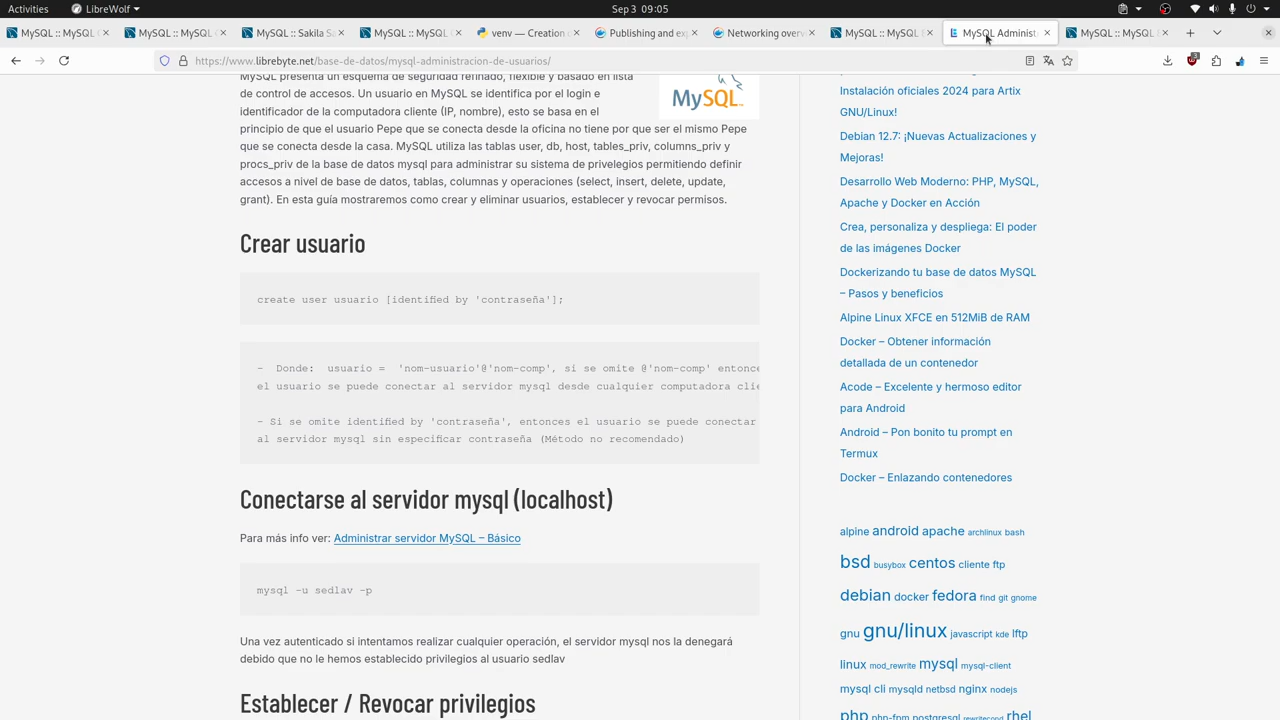 Activities
LibreWolf
Sep 3 09:05
MySQL :: MySQL
MySQL :: MySQL
MySQL :: Sakila Sa
MySQL :: MySQL
venv — Creation
Publishing and ex
Networking over
MySQL :: MySQL
MySQL Administ
MySQL :: MySQL
https://www.librebyte.net/base-de-datos/mysql-administracion-de-usuarios/
MySQL presenta un esquema de seguridad refinado, flexible y basado en lista
de control de accesos. Un usuario en MySQL se identifica por el login e
identificador de la computadora cliente (IP, nombre), esto se basa en el
principio de que el usuario Pepe que se conecta desde la oficina no tiene por que ser el mismo Pepe
que se conecta desde la casa. MySQL utiliza las tablas user, db, host, tables_priv, columns_priv y
procs_priv de la base de datos mysql para administrar su sistema de privelegios permitiendo definir
accesos a nivel de base de datos, tablas, columnas y operaciones (select, insert, delete, update,
grant). En esta guía mostraremos como crear y eliminar usuarios, establecer y revocar permisos.
MySQL
Crear usuario
create user usuario [identified by 'contraseña'];
- Donde: usuario = 'nom-usuario'@'nom-comp', si se omite @'nom-comp' entonce
el usuario se puede conectar al servidor mysql desde cualquier computadora clie
- Si se omite identified by 'contraseña', entonces el usuario se puede conectar
al servidor mysql sin especificar contraseña (Método no recomendado)
Conectarse al servidor mysql (localhost)
Para más info ver: Administrar servidor MySQL – Básico
mysql -u sedlav -p
Una vez autenticado si intentamos realizar cualquier operación, el servidor mysql nos la denegará
debido que no le hemos establecido privilegios al usuario sedlav
Establecer / Revocar privilegios
Instalación oficiales 2024 para Artix
GNU/Linux!
Debian 12.7: ¡Nuevas Actualizaciones y
Mejoras!
Desarrollo Web Moderno: PHP, MySQL,
Apache y Docker en Acción
Crea, personaliza y despliega: El poder
de las imágenes Docker
Dockerizando tu base de datos MySQL
– Pasos y beneficios
Alpine Linux XFCE en 512MiB de RAM
Docker – Obtener información
detallada de un contenedor
Acode – Excelente y hermoso editor
para Android
Android – Pon bonito tu prompt en
Termux
Docker – Enlazando contenedores
alpine android apache archlinux bash
bsd busybox centos cliente ftp
debian docker fedora find git gnome
gnu gnu/linux javascript kde lftp
linux mod_rewrite mysql mysql-client
mysql cli mysqld netbsd nginx nodejs
php php-fpm postgresql rewritecond rhel